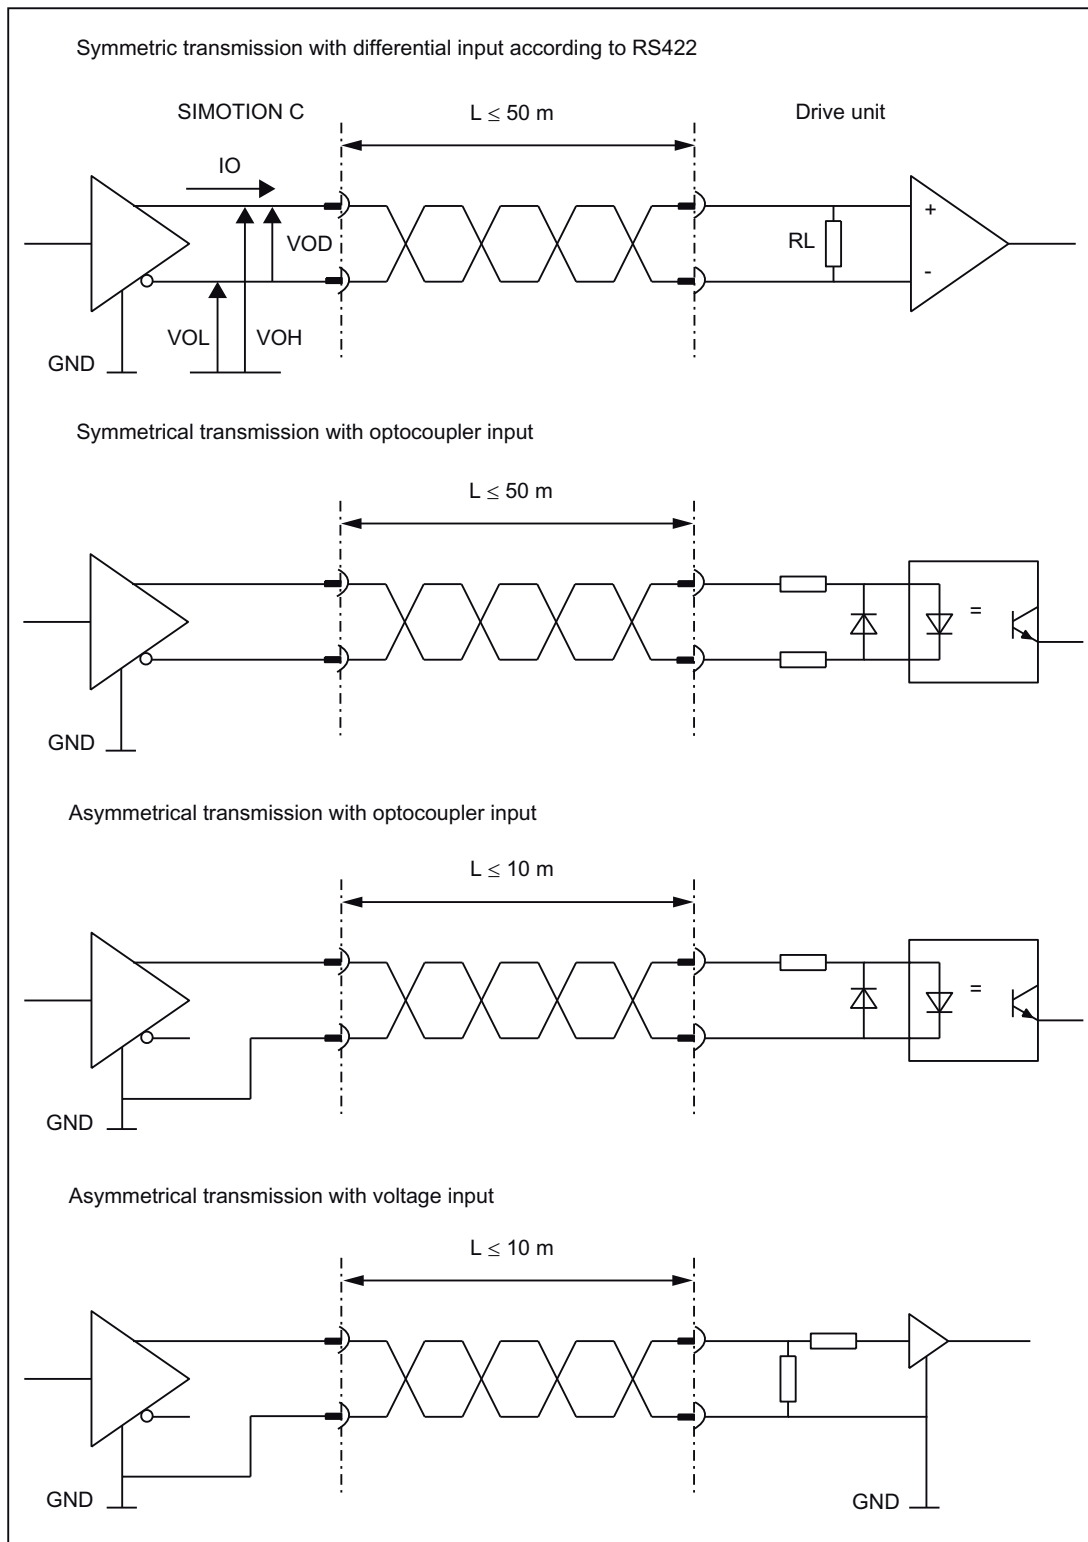 Symmetric transmission with differential input according to RS422
SIMOTION C
L ≤ 50 m
Drive unit
IO
VOD
VOL
VOH
GND
RL
+
-
Symmetrical transmission with optocoupler input
L ≤ 50 m
=
GND
Asymmetrical transmission with optocoupler input
L ≤ 10 m
=
GND
Asymmetrical transmission with voltage input
L ≤ 10 m
GND
GND